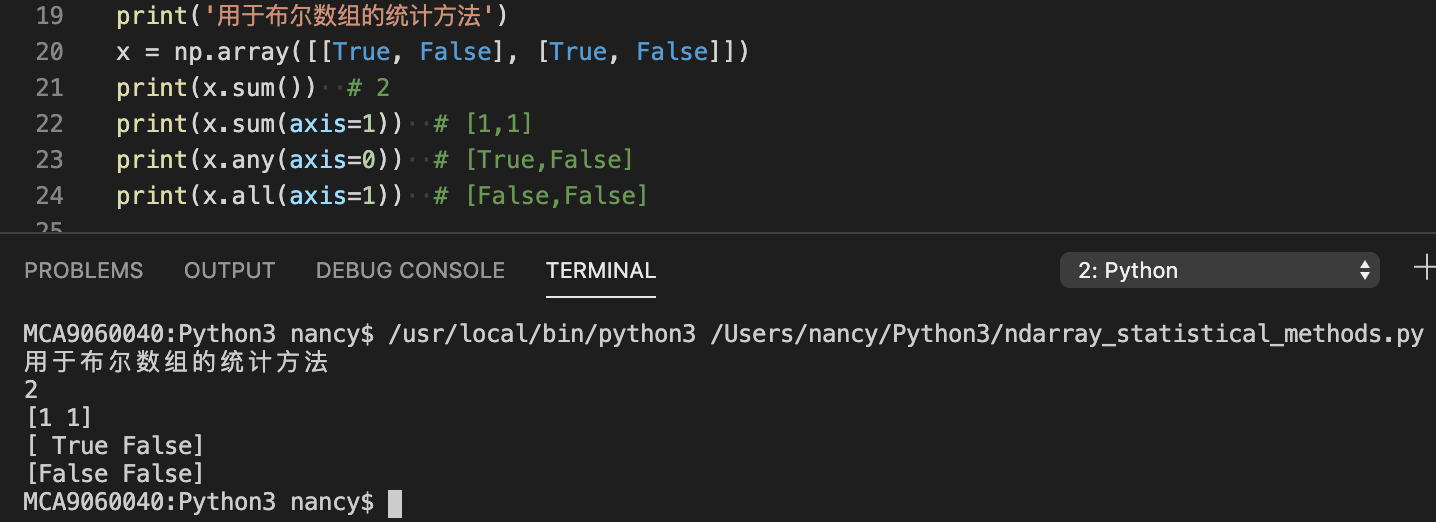 19 print('用于布尔数组的统计方法')
20 x = np.array([[True, False], [True, False]])
21 print(x.sum())  # 2
22 print(x.sum(axis=1))  # [1,1]
23 print(x.any(axis=0))  # [True,False]
24 print(x.all(axis=1))  # [False,False]
25
PROBLEMS OUTPUT DEBUG CONSOLE TERMINAL 2: Python
MCA9060040:Python3 nancy$ /usr/local/bin/python3 /Users/nancy/Python3/ndarray_statistical_methods.py
用于布尔数组的统计方法
2
[1 1]
[ True False]
[False False]
MCA9060040:Python3 nancy$